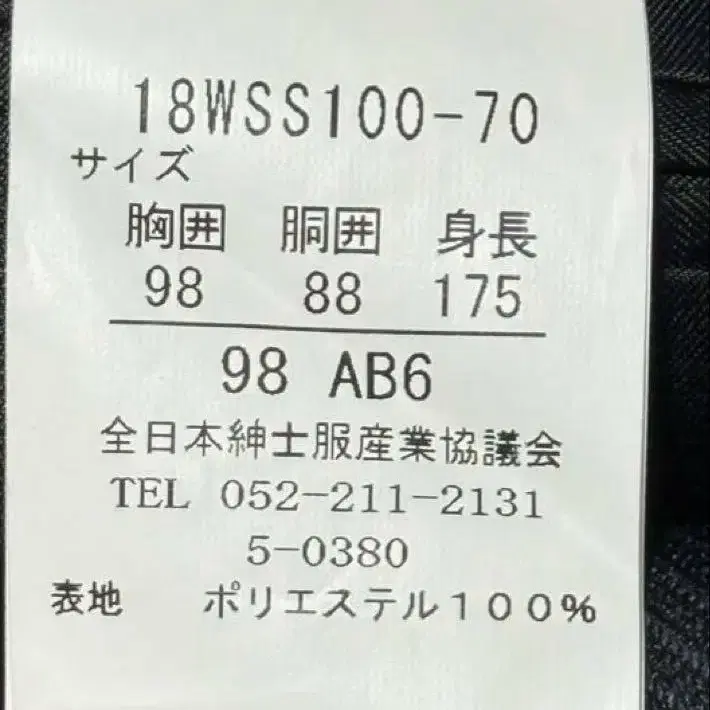 18WSS100-70
サイズ
胸囲 胴囲 身長
98 88 175
98 AB6
全日本紳士服産業協議会
TEL 052-211-2131
5-0380
表地 ポリエステル100%